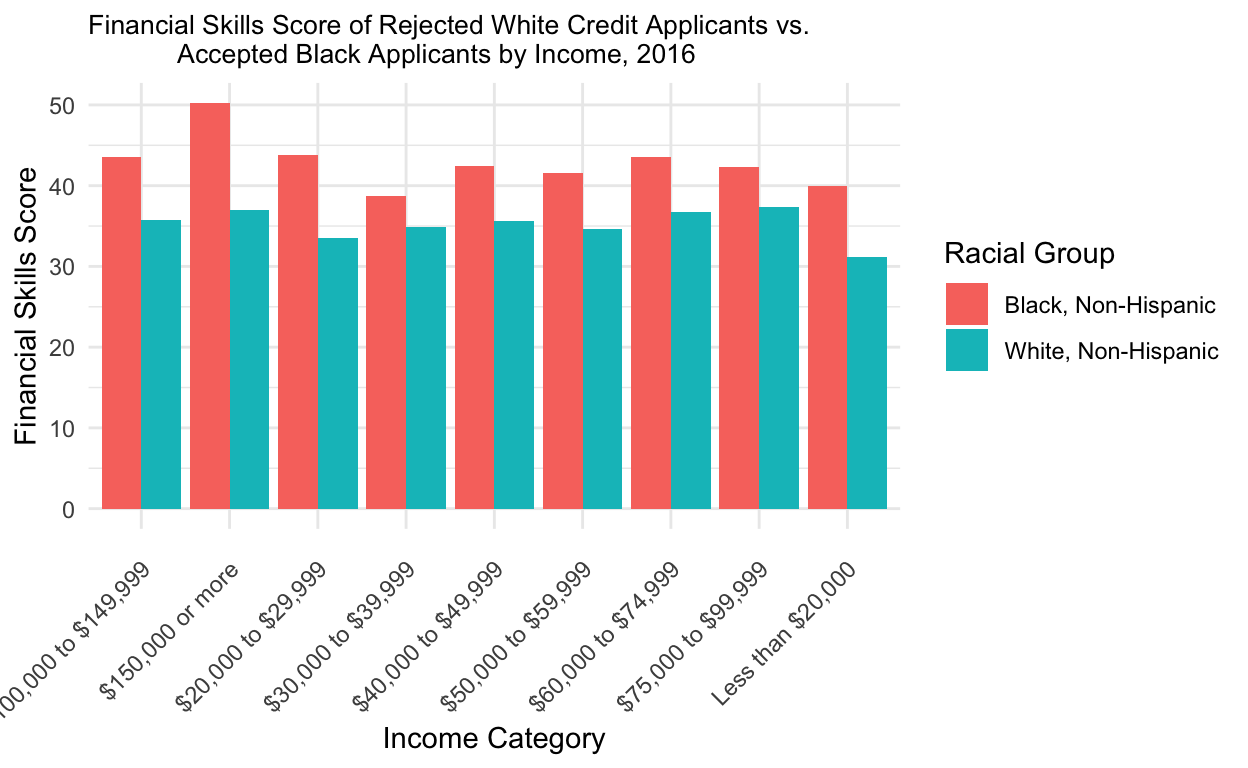 Financial Skills Score of Rejected White Credit Applicants vs.
Accepted Black Applicants by Income, 2016
Financial Skills Score
50
40
30
20
10
0
00,000 to $149,999
$150,000 or more
$20,000 to $29,999
$30,000 to $39,999
$40,000 to $49,999
$50,000 to $59,999
$60,000 to $74,999
$75,000 to $99,999
Less than $20,000
Income Category
Racial Group
Black, Non-Hispanic
White, Non-Hispanic